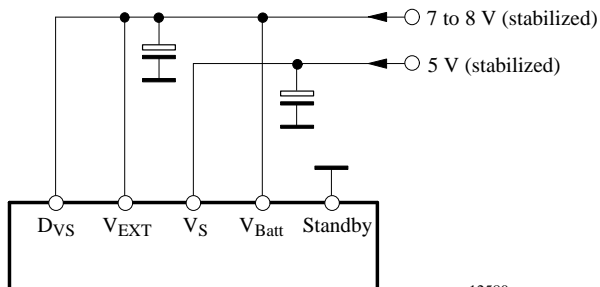 7 to 8 V (stabilized)
5 V (stabilized)
DVS VEXT VS VBatt Standby